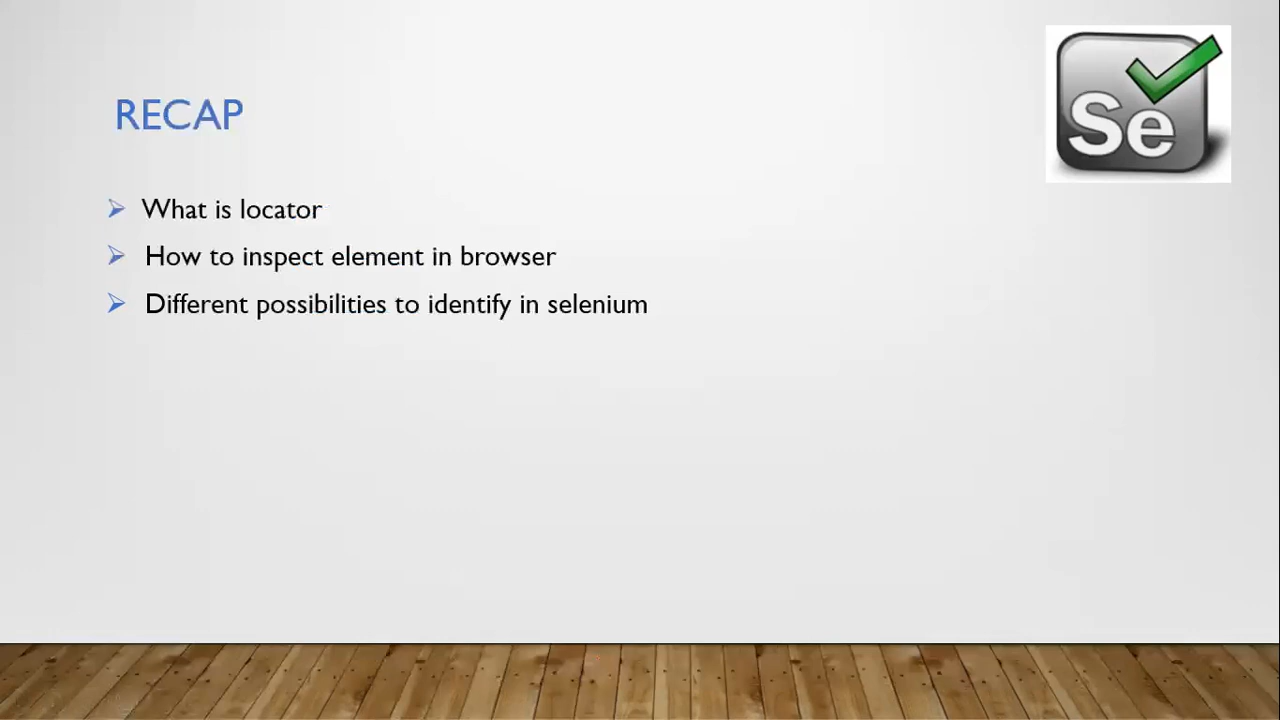 Se
RECAP
What is locator
How to inspect element in browser
Different possibilities to identify in selenium